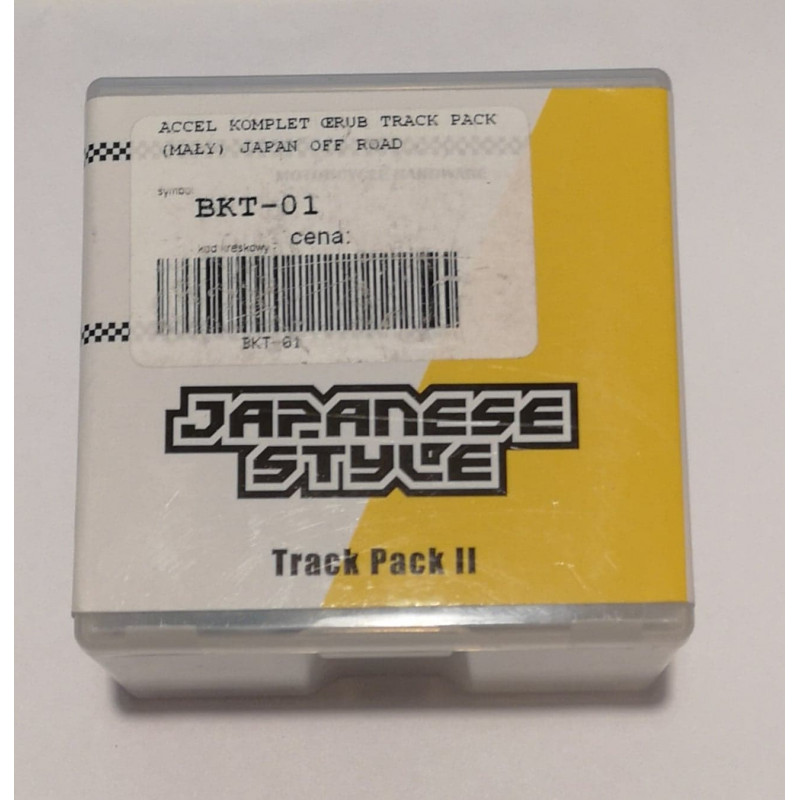 ACCEL KOMPLET ŒRUB TRACK PACK
(MAŁY) JAPAN OFF ROAD
symbol
BKT-01
cena:
kod kreskowy
BKT-01
JAPANESE
STYLE
Track Pack II